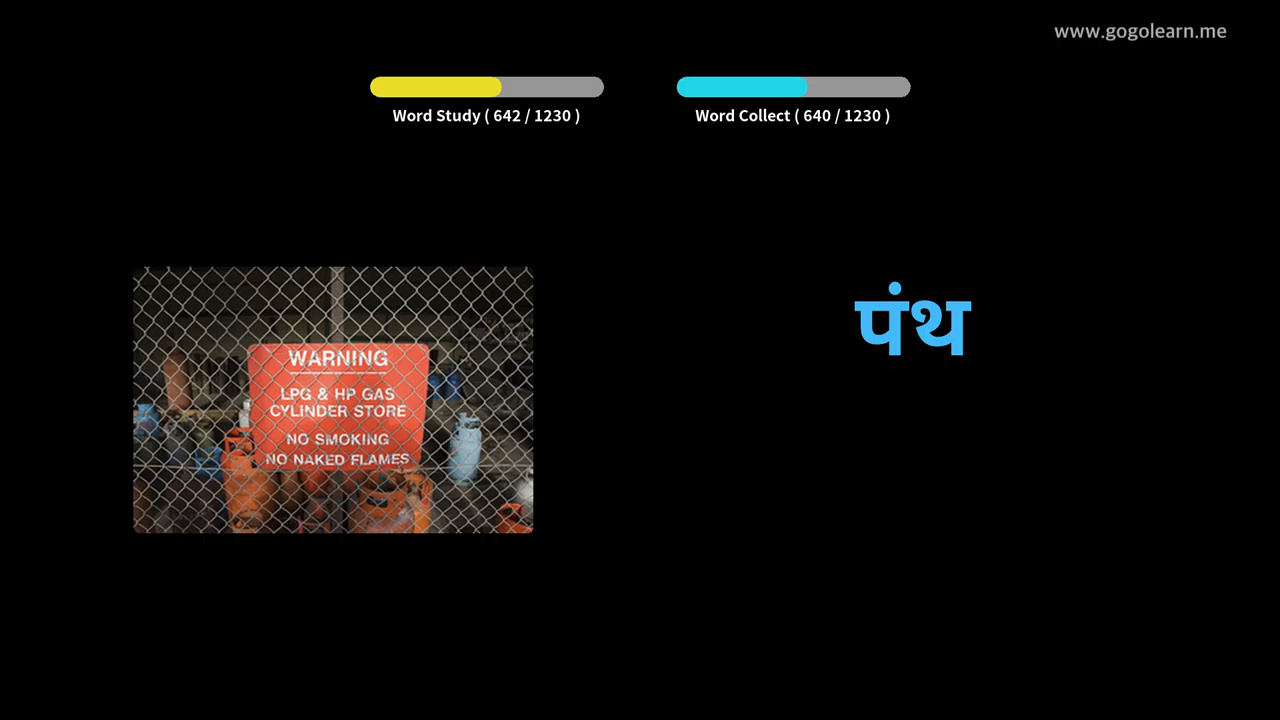 www.gogolearn.me
Word Study ( 642 / 1230 )
Word Collect ( 640 / 1230 )
पंथ
WARNING
LPG & HP GAS
CYLINDER STORE
NO SMOKING
NO NAKED FLAMES